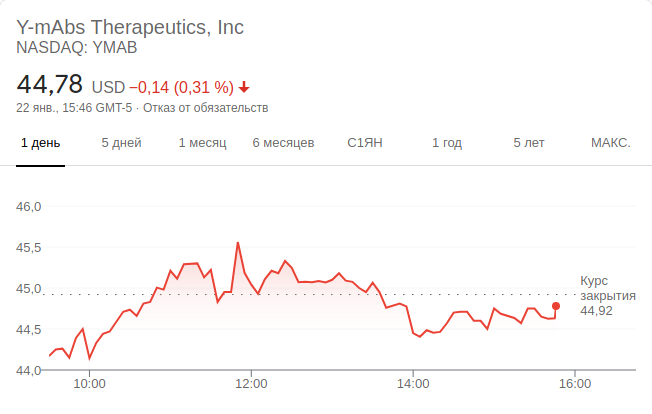 Y-mAbs Therapeutics, Inc
NASDAQ: YMAB
44,78 USD −0,14 (0,31 %)
22 янв., 15:46 GMT-5 · Отказ от обязательств
1 день 5 дней 1 месяц 6 месяцев С1ЯН 1 год 5 лет МАКС.
46,0
45,5
45,0
44,5
44,0
Курс
закрытия
44,92
10:00 12:00 14:00 16:00